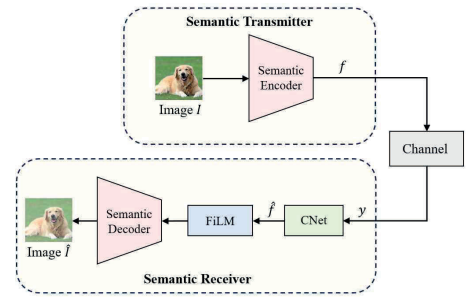 Semantic Transmitter
Semantic
Encoder
f
Image I
Channel
Semantic
Decoder
FiLM
f̂
CNet
y
Image Î
Semantic Receiver